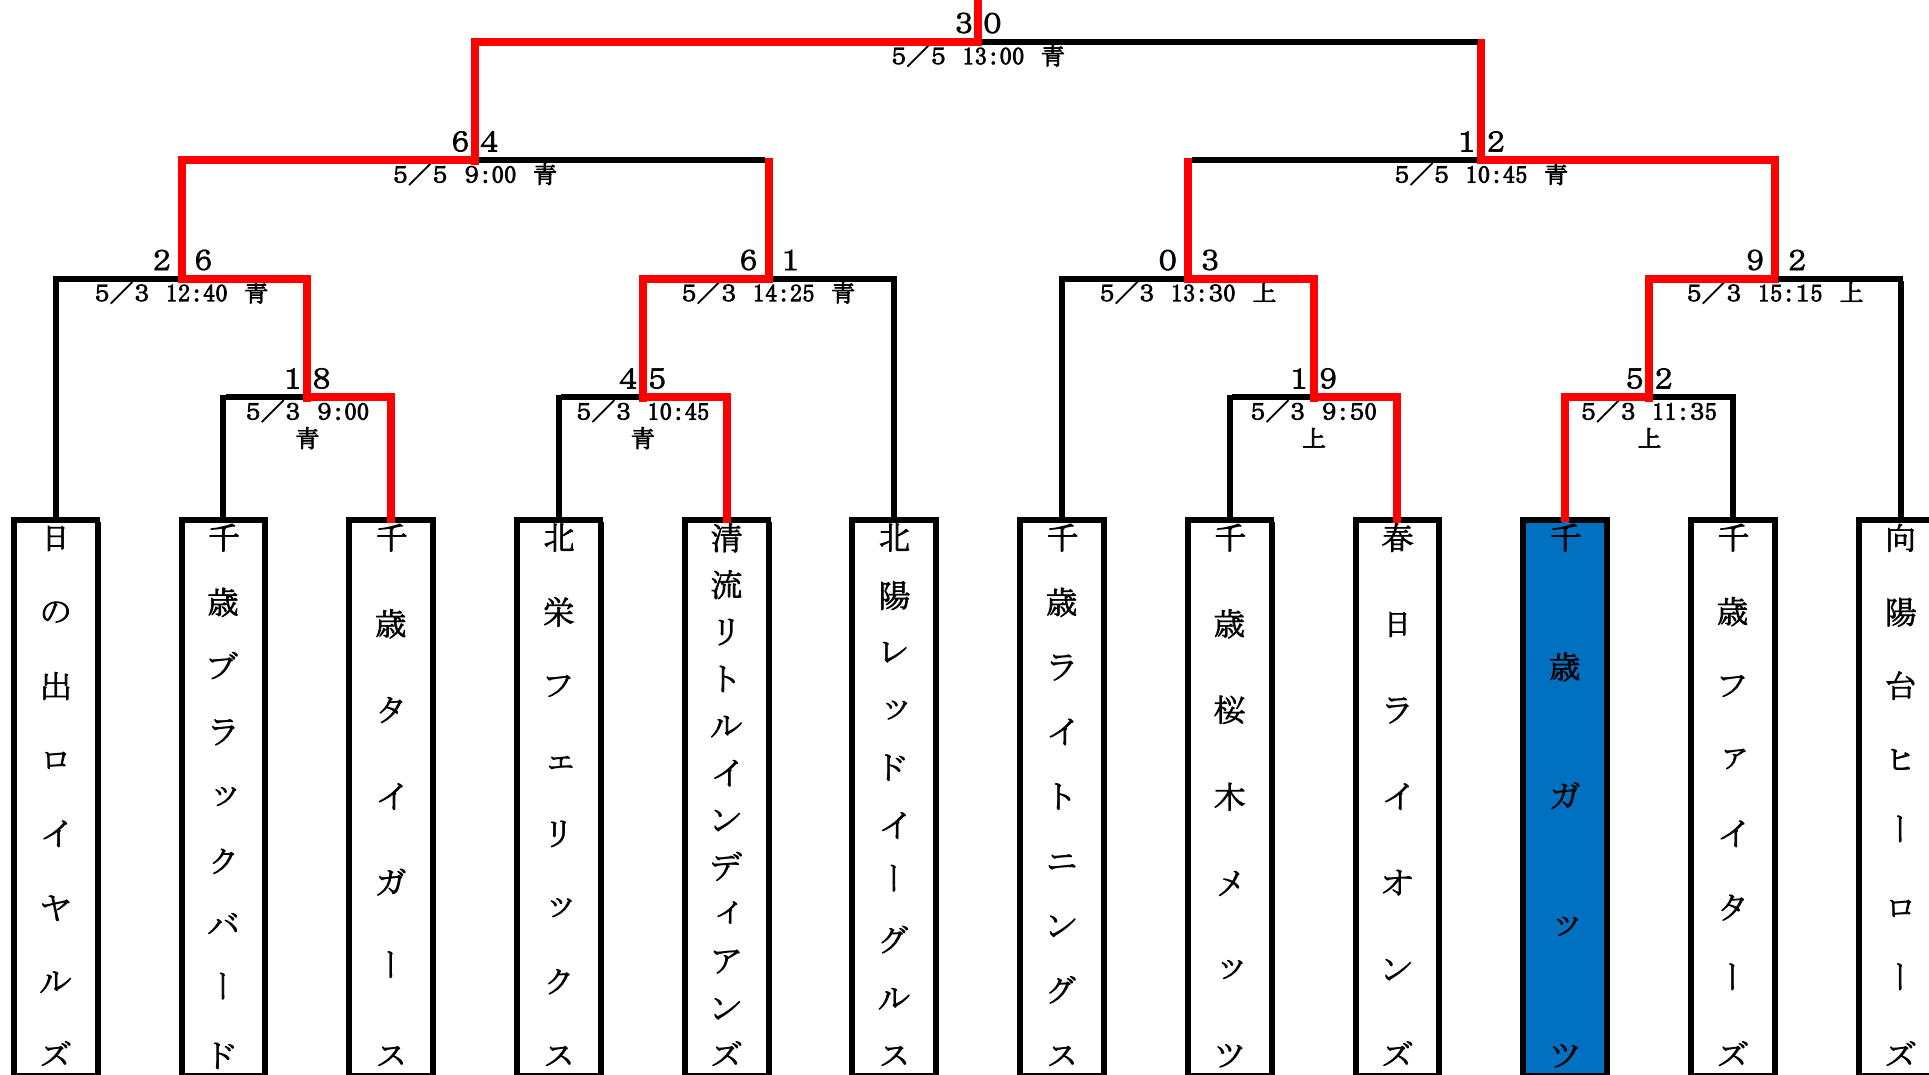 3 0
5／5 13:00 青
6 4
5／5 9:00 青
1 2
5／5 10:45 青
2 6
5／3 12:40 青
6 1
5／3 14:25 青
0 3
5／3 13:30 上
9 2
5／3 15:15 上
1 8
5／3 9:00
青
4 5
5／3 10:45
青
1 9
5／3 9:50
上
5 2
5／3 11:35
上
日の出ロイヤルズ
千歳ブラックバード
千歳タイガース
北栄フェリックス
清流リトルインディアンズ
北陽レッドイーグルス
千歳ライトニングス
千歳桜木メッツ
春日ライオンズ
千歳ガッツ
千歳ファイターズ
向陽台ヒーローズ